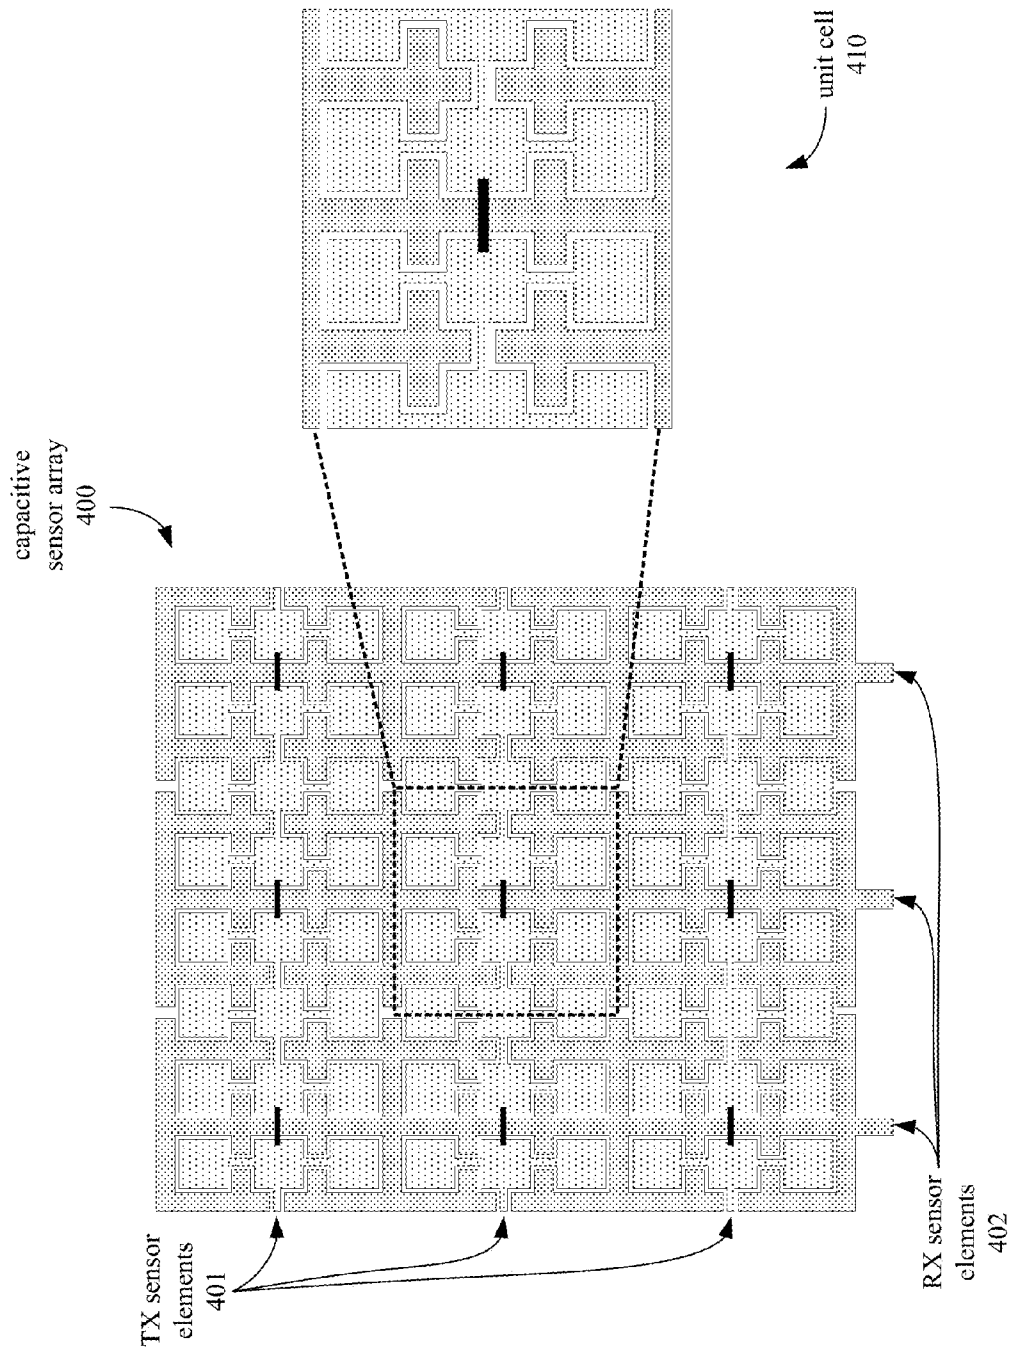 capacitive
sensor array
400
unit cell
410
TX sensor
elements
401
RX sensor
elements
402